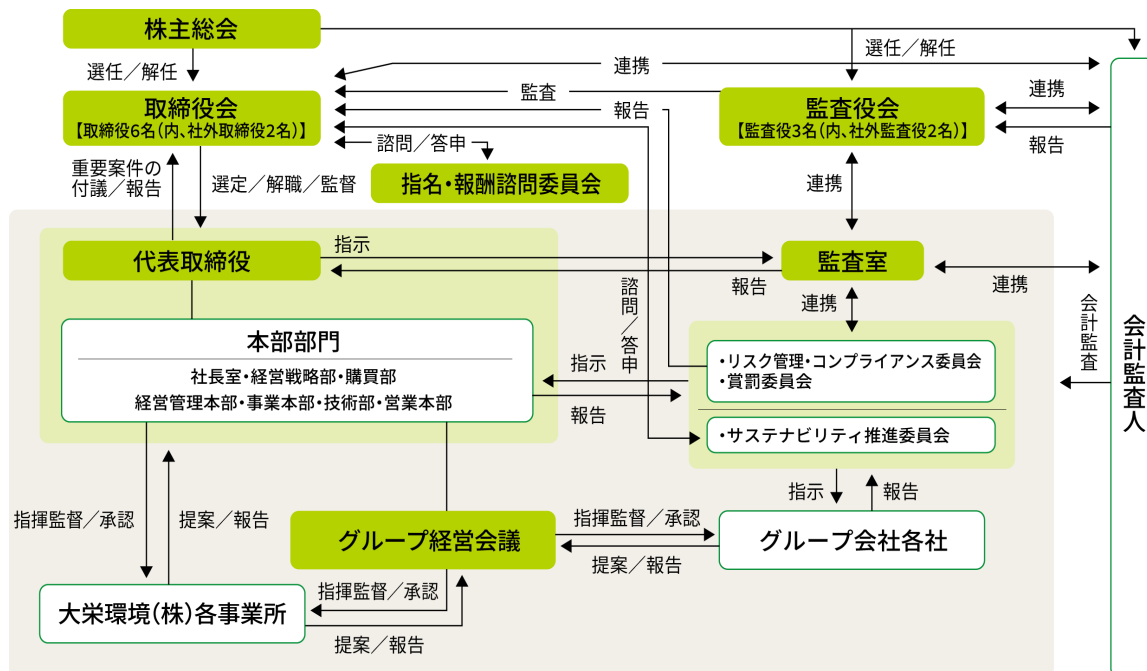 株主総会
選任／解任
選任／解任
連携
取締役会
【取締役6名(内、社外取締役2名)】
監査
報告
監査役会
【監査役3名(内、社外監査役2名)】
連携
報告
諮問／答申
重要案件の
付議／報告
選定／解職／監督
指名・報酬諮問委員会
連携
代表取締役
指示
報告
監査室
連携
連携
諮問／答申
会計監査
会計監査人
本部部門
社長室・経営戦略部・購買部
経営管理本部・事業本部・技術部・営業本部
指示
報告
・リスク管理・コンプライアンス委員会
・賞罰委員会
・サステナビリティ推進委員会
指示
報告
指揮監督／承認
提案／報告
グループ経営会議
指揮監督／承認
提案／報告
グループ会社各社
大栄環境(株)各事業所
指揮監督／承認
提案／報告